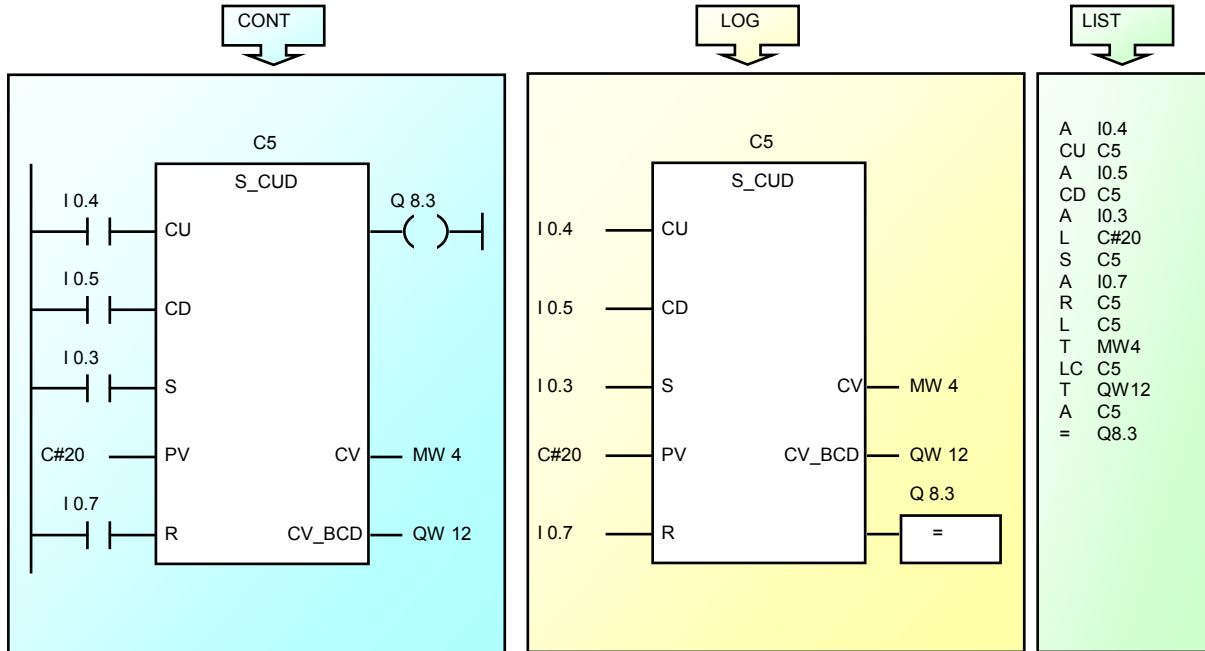 CONT
C5
S_CUD
I 0.4
CU
Q 8.3
I 0.5
CD
I 0.3
S
C#20
PV
CV
MW 4
I 0.7
R
CV_BCD
QW 12
LOG
C5
S_CUD
I 0.4
CU
I 0.5
CD
I 0.3
S
CV
MW 4
C#20
PV
CV_BCD
QW 12
Q 8.3
I 0.7
R
=
LIST
A I0.4
CU C5
A I0.5
CD C5
A I0.3
L C#20
S C5
A I0.7
R C5
L C5
T MW4
LC C5
T QW12
A C5
= Q8.3